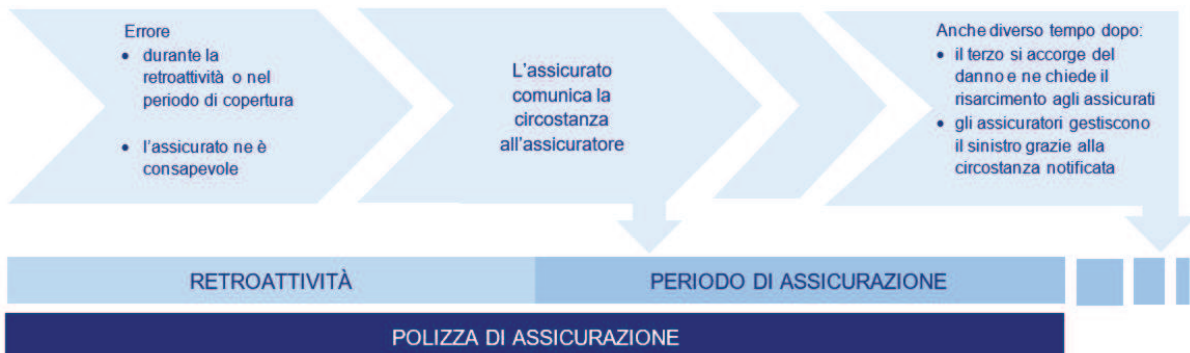 Errore
• durante la
retroattività o nel
periodo di copertura
• l'assicurato ne è
consapevole
L'assicurato
comunica la
circostanza
all'assicuratore
Anche diverso tempo dopo:
• il terzo si accorge del
danno e ne chiede il
risarcimento agli assicurati
• gli assicuratori gestiscono
il sinistro grazie alla
circostanza notificata
RETROATTIVITÀ
PERIODO DI ASSICURAZIONE
POLIZZA DI ASSICURAZIONE